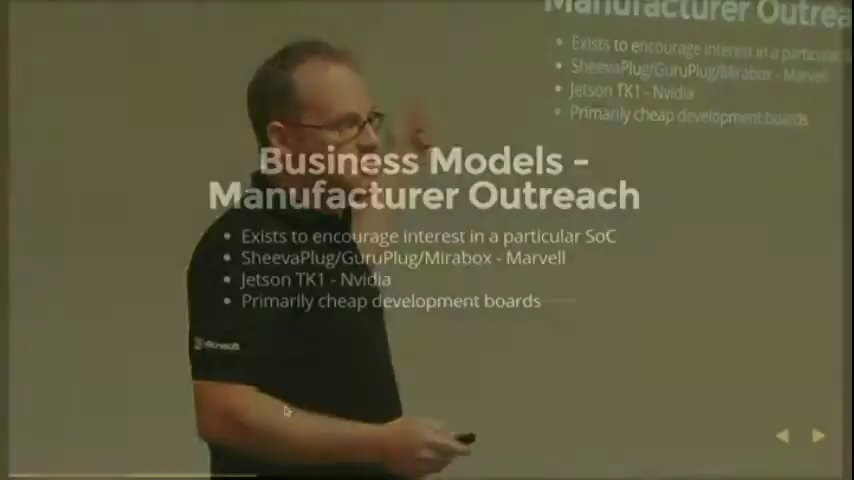 Manufacturer Outrea
Exists to encourage interest in a particular S
SheevaPlug/GuruPlug/Mirabox - Marvell
Jetson TK1 - Nvidia
Primarily cheap development boards
Business Models -
Manufacturer Outreach
Exists to encourage interest in a particular SoC
SheevaPlug/GuruPlug/Mirabox - Marvell
Jetson TK1 - Nvidia
Primarily cheap development boards
Microsoft